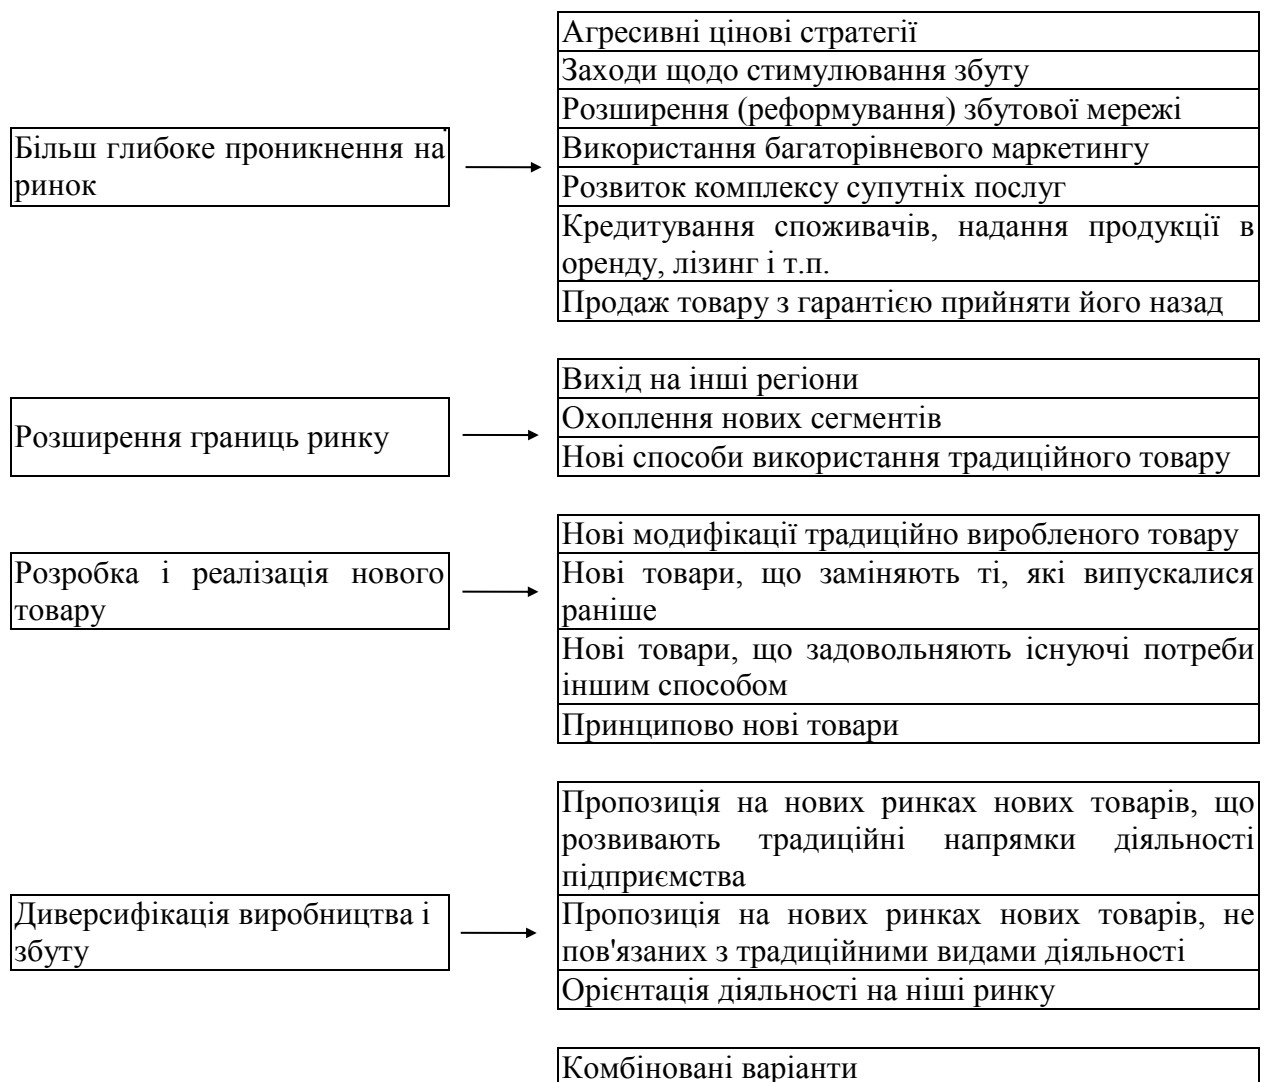 Більш глибоке проникнення на
ринок
Агресивні цінові стратегії
Заходи щодо стимулювання збуту
Розширення (реформування) збутової мережі
Використання багаторівневого маркетингу
Розвиток комплексу супутніх послуг
Кредитування споживачів, надання продукції в
оренду, лізинг і т.п.
Продаж товару з гарантією прийняти його назад
Розширення границь ринку
Вихід на інші регіони
Охоплення нових сегментів
Нові способи використання традиційного товару
Розробка і реалізація нового
товару
Нові модифікації традиційно виробленого товару
Нові товари, що заміняють ті, які випускалися
раніше
Нові товари, що задовольняють існуючі потреби
іншим способом
Принципово нові товари
Диверсифікація виробництва і
збуту
Пропозиція на нових ринках нових товарів, що
розвивають традиційні напрямки діяльності
підприємства
Пропозиція на нових ринках нових товарів, не
пов'язаних з традиційними видами діяльності
Орієнтація діяльності на ніші ринку
Комбіновані варіанти